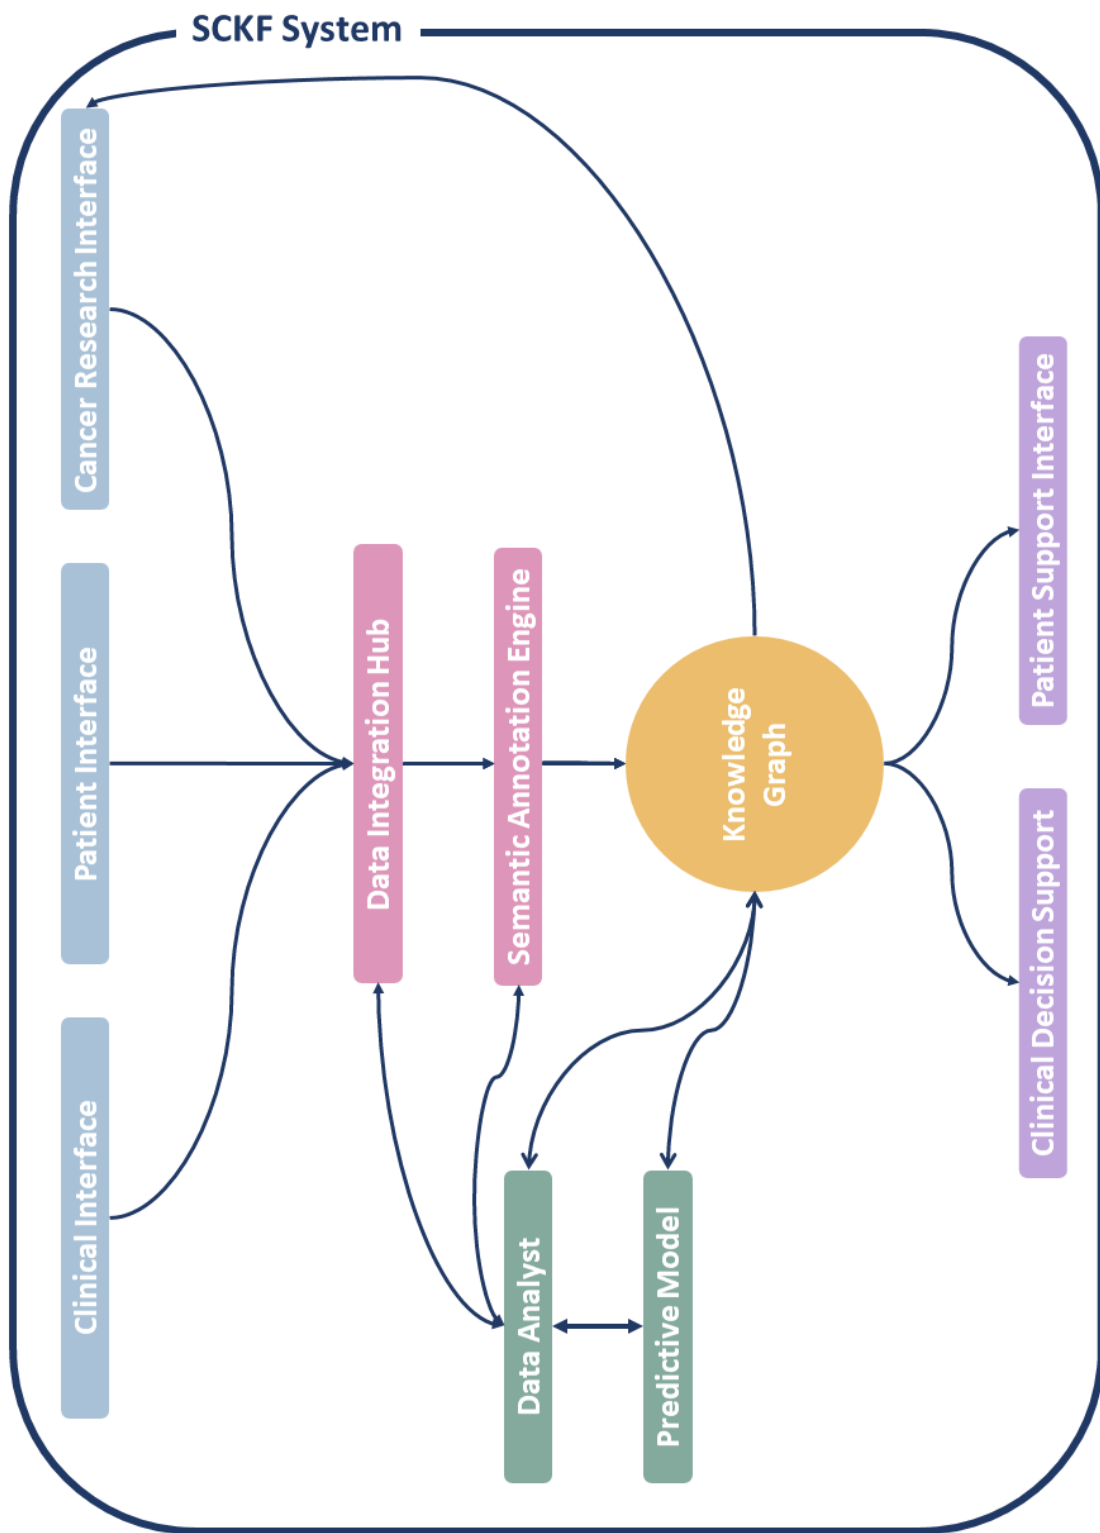 SCKF System
Clinical Interface
Patient Interface
Cancer Research Interface
Data Integration Hub
Semantic Annotation Engine
Data Analyst
Predictive Model
Knowledge
Graph
Clinical Decision Support
Patient Support Interface